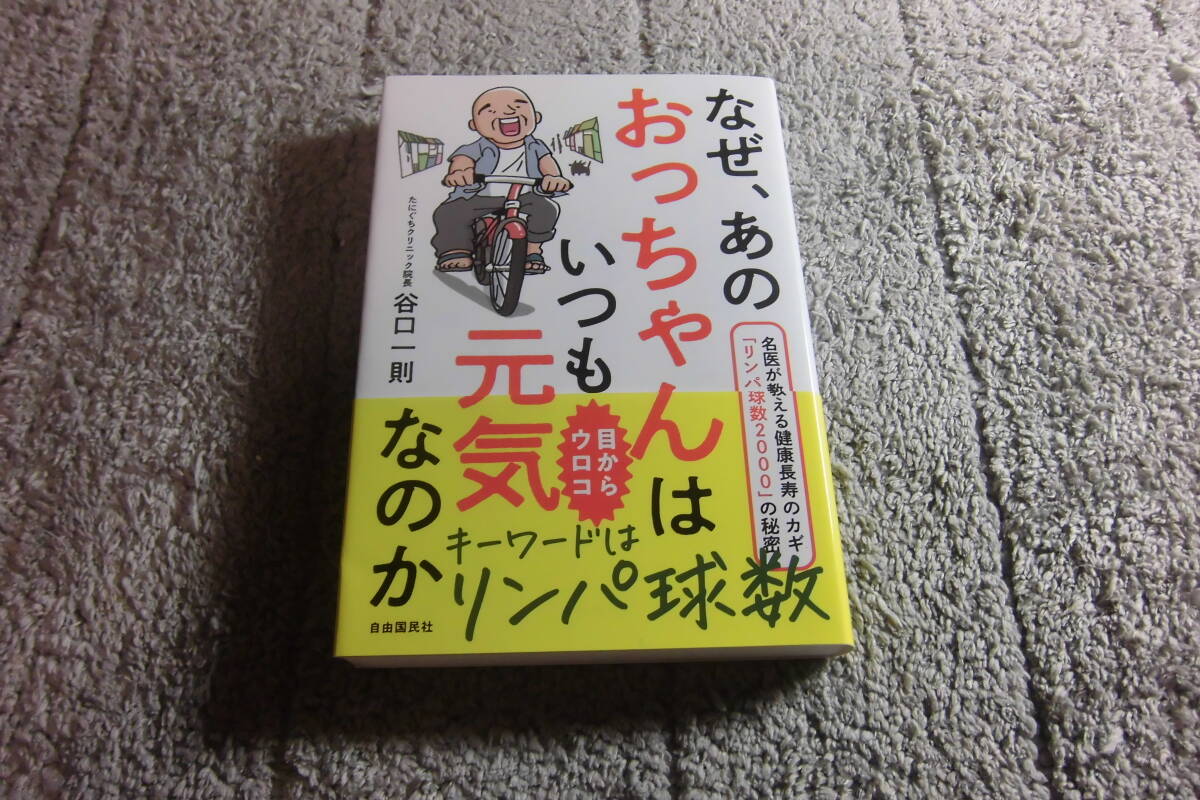 なぜ、あの
おっちゃんは
いつも
元気
なのか
名医が教える健康長寿のカギ
「リンパ球数2000」の秘密
たにぐちクリニック院長
谷口一則
目から
ウロコ
キーワードは
リンパ球数
自由国民社